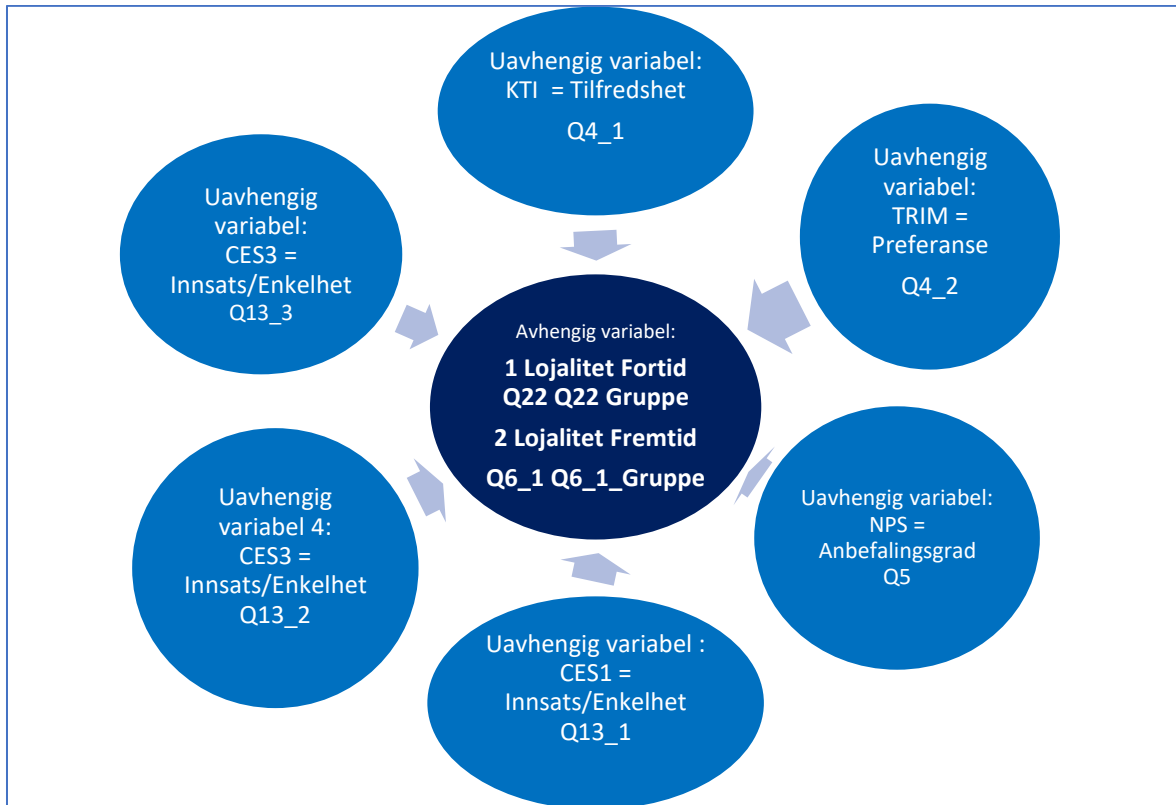 Uavhengig variabel:
KTI = Tilfredshet
Q4_1
Uavhengig
variabel:
TRIM =
Preferanse
Q4_2
Uavhengig variabel:
NPS =
Anbefalingsgrad
Q5
Uavhengig variabel :
CES1 =
Innsats/Enkelhet
Q13_1
Uavhengig
variabel 4:
CES3 =
Innsats/Enkelhet
Q13_2
Uavhengig
variabel:
CES3 =
Innsats/Enkelhet
Q13_3
Avhengig variabel:
1 Lojalitet Fortid
Q22 Q22 Gruppe
2 Lojalitet Fremtid
Q6_1 Q6_1_Gruppe